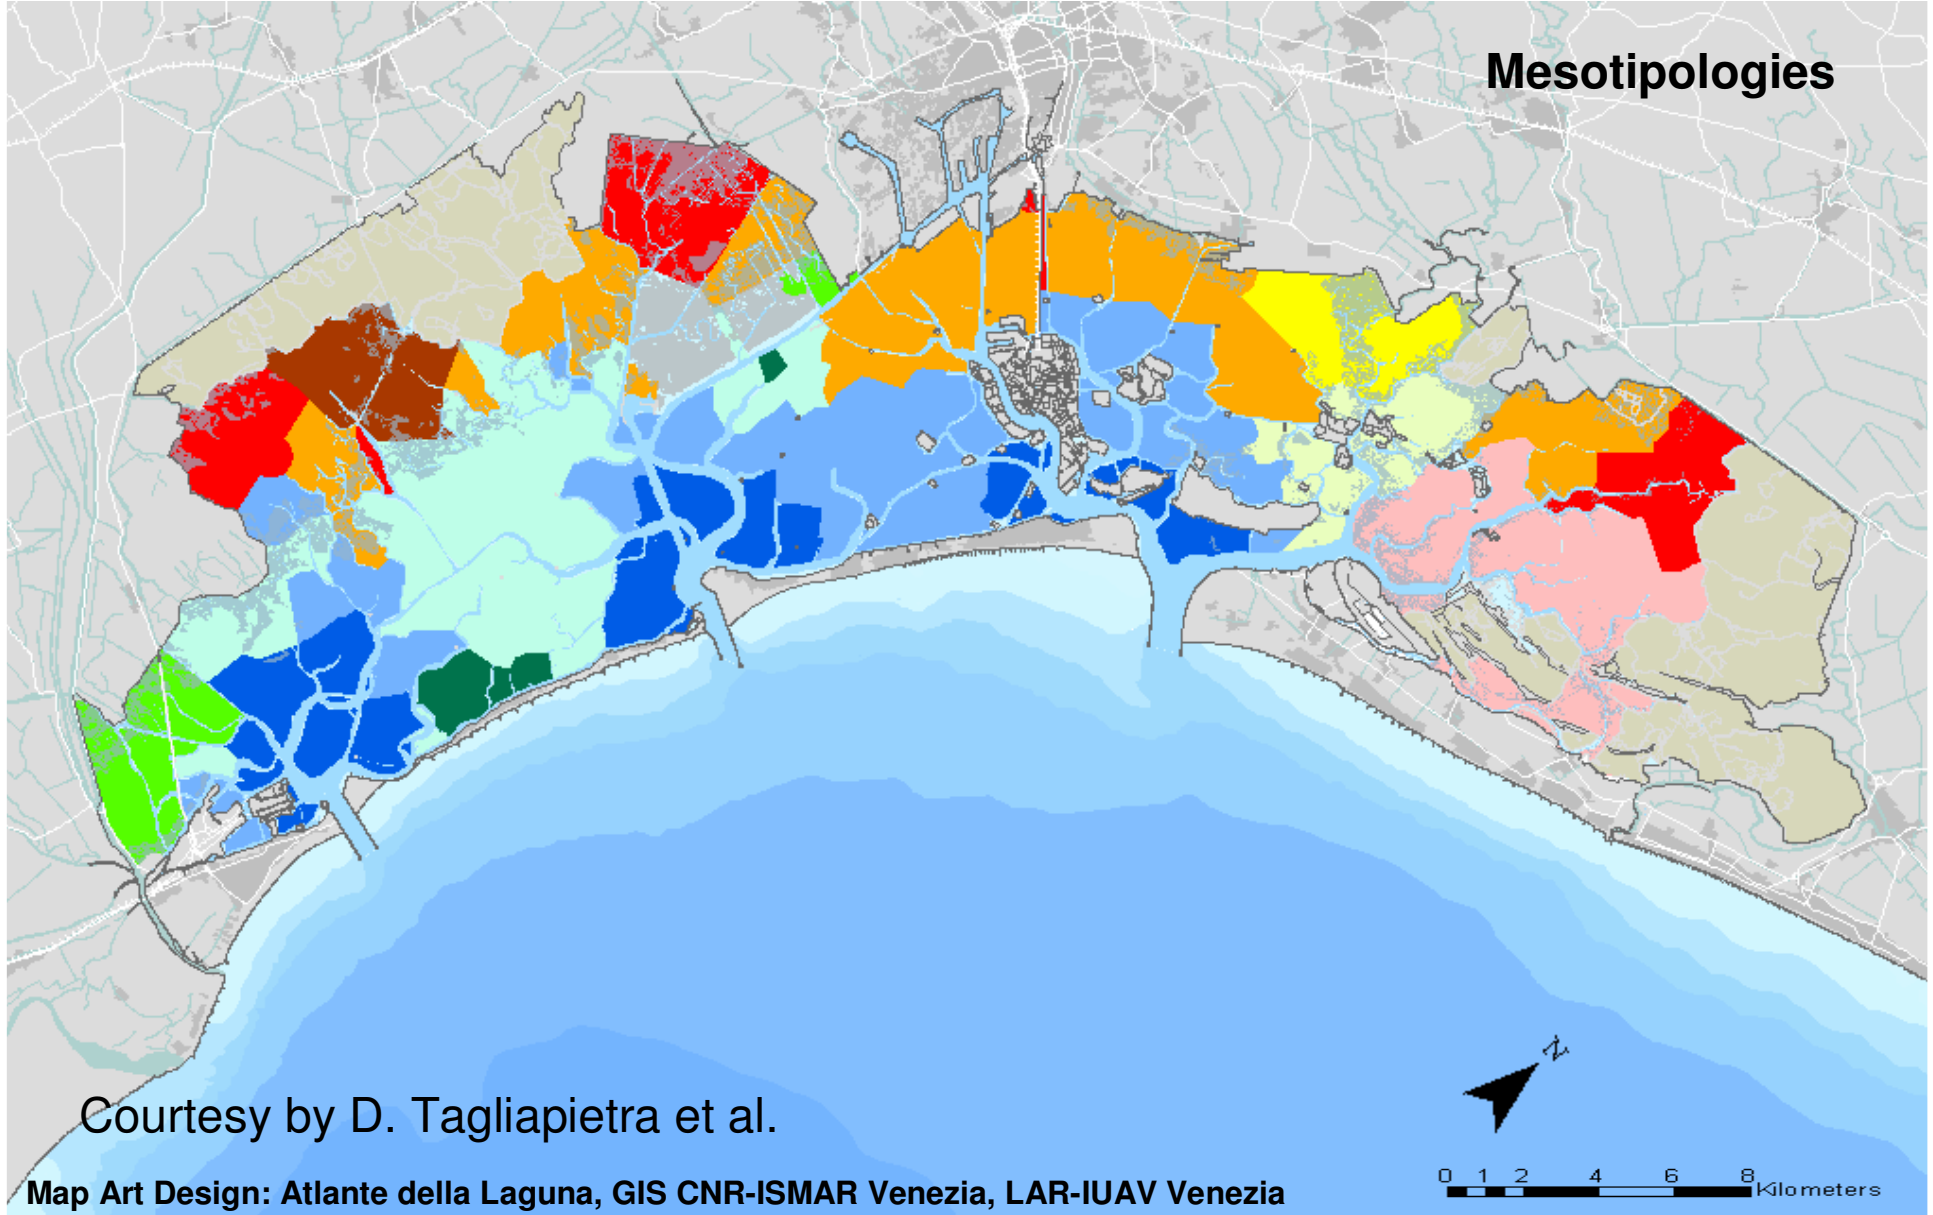 Mesotipologies
N
Courtesy by D. Tagliapietra et al.
0 1 2 4 6 8
Kilometers
Map Art Design: Atlante della Laguna, GIS CNR-ISMAR Venezia, LAR-IUAV Venezia